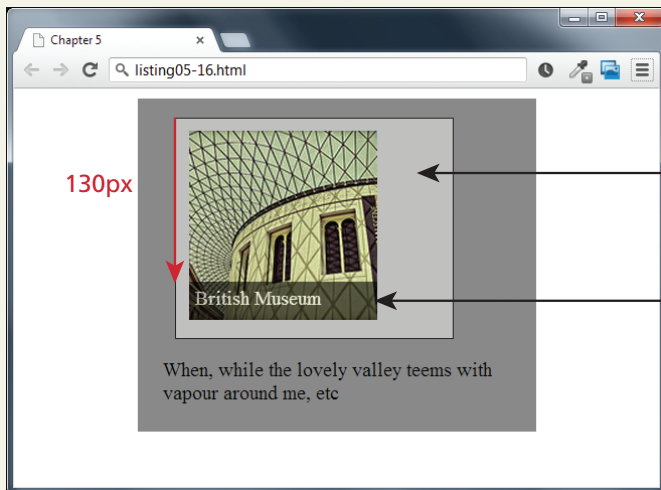 Chapter 5
listing05-16.html
130px
British Museum
When, while the lovely valley teems with
vapour around me, etc